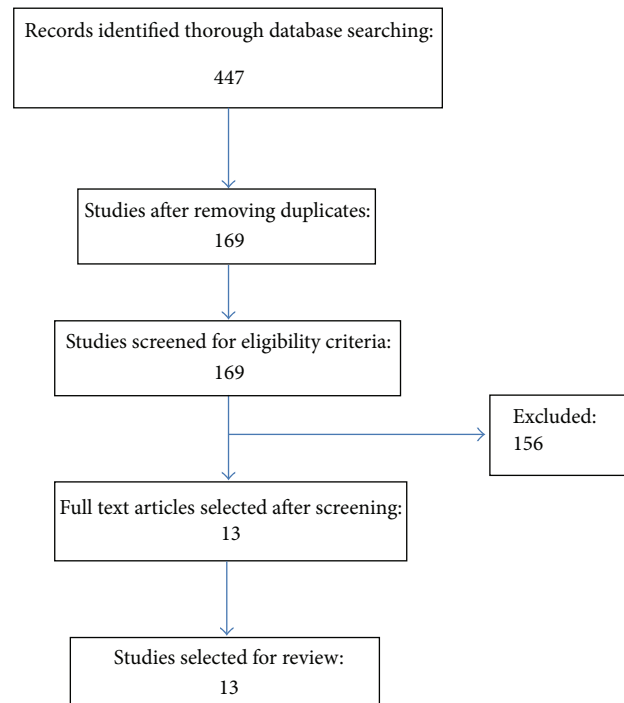 Records identified thorough database searching:
447
Studies after removing duplicates:
169
Studies screened for eligibility criteria:
169
Excluded:
156
Full text articles selected after screening:
13
Studies selected for review:
13